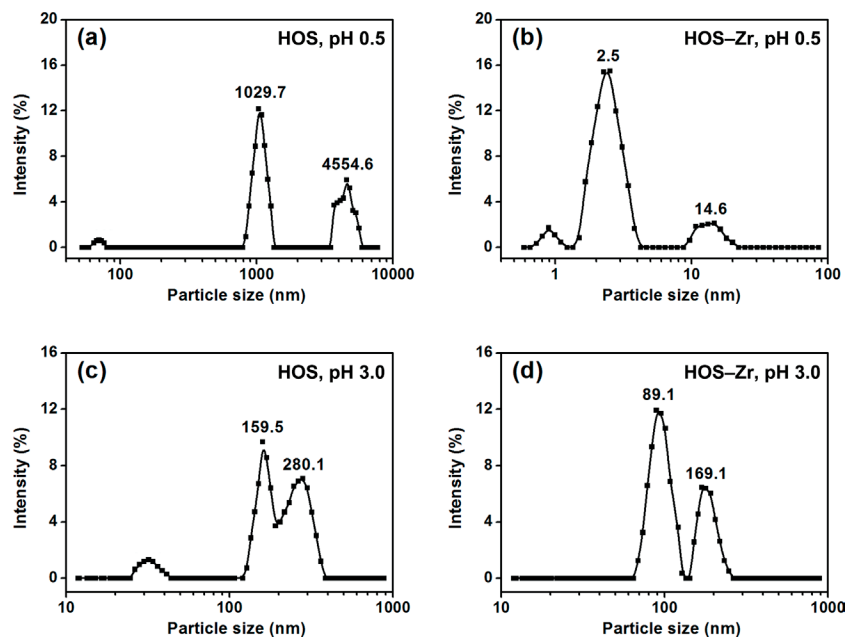 (a)
HOS, pH 0.5
1029.7
4554.6
20
16
12
8
4
0
Intensity (%)
100
1000
10000
Particle size (nm)
(b)
HOS–Zr, pH 0.5
2.5
14.6
20
16
12
8
4
0
Intensity (%)
1
10
100
Particle size (nm)
(c)
HOS, pH 3.0
159.5
280.1
16
12
8
4
0
Intensity (%)
10
100
1000
Particle size (nm)
(d)
HOS–Zr, pH 3.0
89.1
169.1
16
12
8
4
0
Intensity (%)
10
100
1000
Particle size (nm)